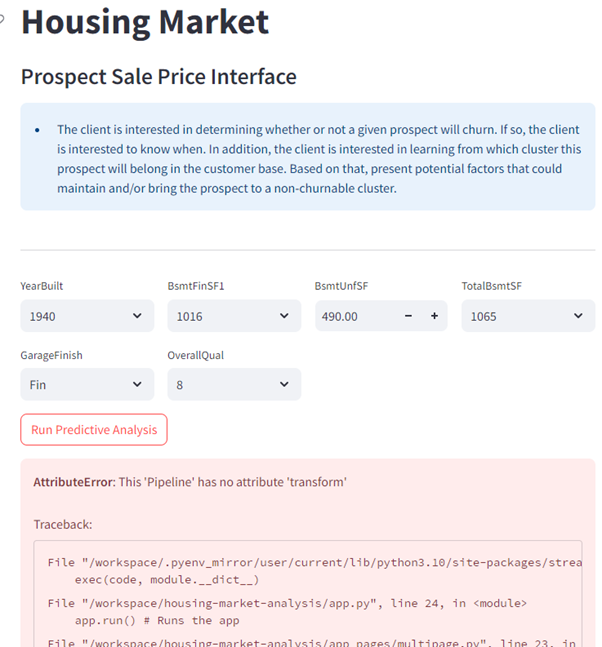 Housing Market
Prospect Sale Price Interface
• The client is interested in determining whether or not a given prospect will churn. If so, the client
is interested to know when. In addition, the client is interested in learning from which cluster this
prospect will belong in the customer base. Based on that, present potential factors that could
maintain and/or bring the prospect to a non-churnable cluster.
YearBuilt BsmtFinSF1 BsmtUnfSF TotalBsmtSF
1940 1016 490.00 − + 1065
GarageFinish OverallQual
Fin 8
Run Predictive Analysis
AttributeError: This 'Pipeline' has no attribute 'transform'
Traceback:
File "/workspace/.pyenv_mirror/user/current/lib/python3.10/site-packages/strea
exec(code, module.__dict__)
File "/workspace/housing-market-analysis/app.py", line 24, in <module>
app.run() # Runs the app
File "/workspace/housing-market-analysis/app_pages/multipage.py", line 23, in